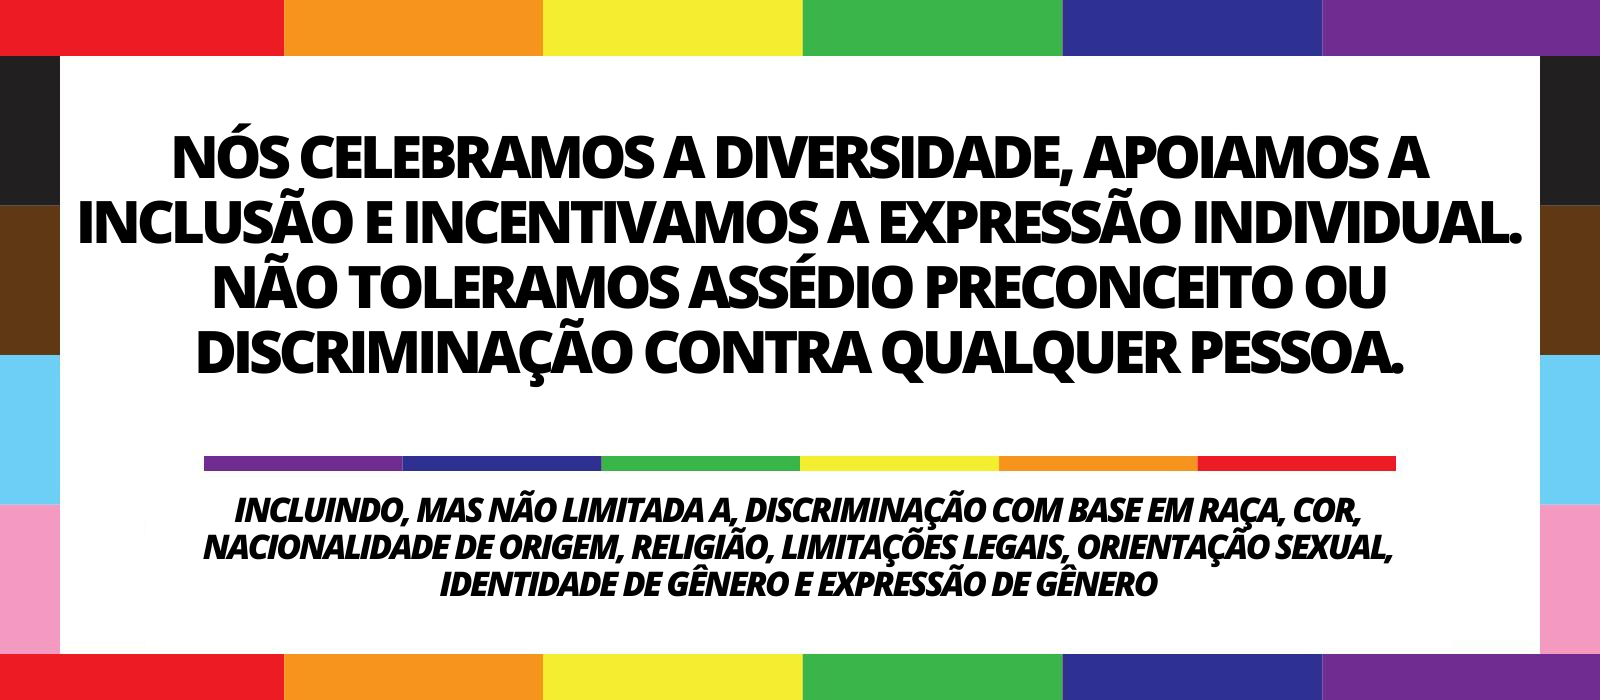 NÓS CELEBRAMOS A DIVERSIDADE, APOIAMOS A
INCLUSÃO E INCENTIVAMOS A EXPRESSÃO INDIVIDUAL.
NÃO TOLERAMOS ASSÉDIO PRECONCEITO OU
DISCRIMINAÇÃO CONTRA QUALQUER PESSOA.
INCLUINDO, MAS NÃO LIMITADA A, DISCRIMINAÇÃO COM BASE EM RAÇA, COR,
NACIONALIDADE DE ORIGEM, RELIGIÃO, LIMITAÇÕES LEGAIS, ORIENTAÇÃO SEXUAL,
IDENTIDADE DE GÊNERO E EXPRESSÃO DE GÊNERO